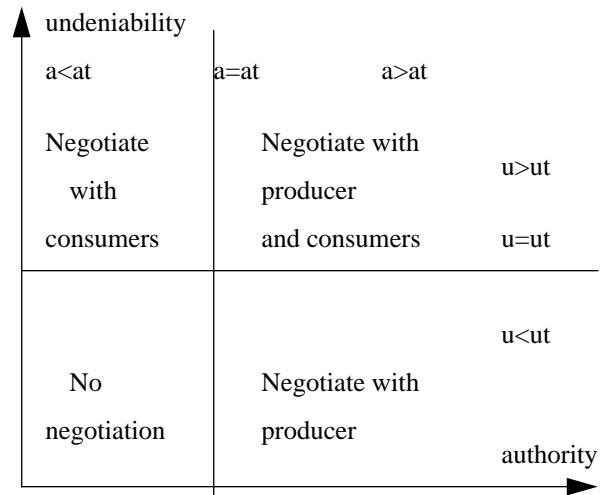 undeniability
a<at a=at a>at
Negotiate
with
consumers
Negotiate with
producer
and consumers
u>ut
u=ut
u<ut
No
negotiation
Negotiate with
producer
authority